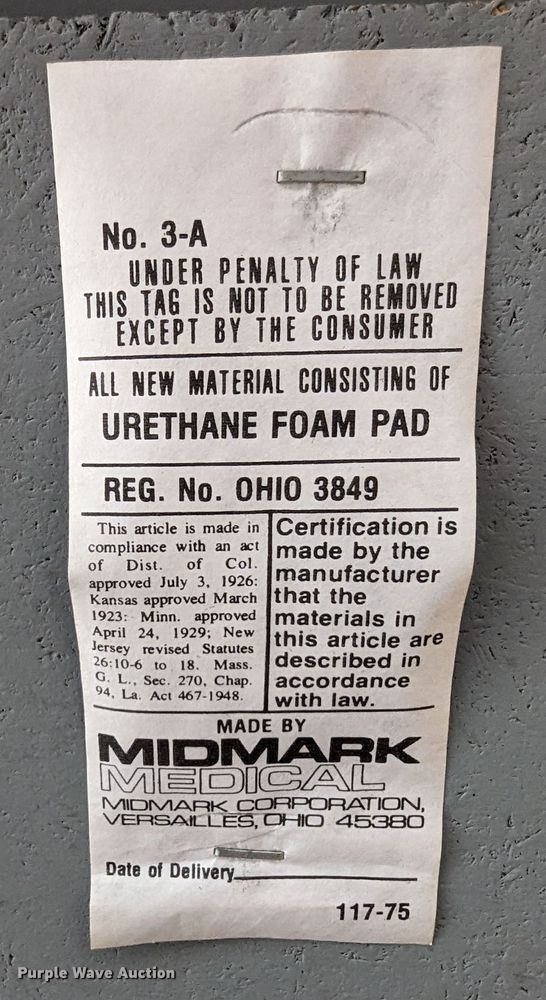 No. 3-A
UNDER PENALTY OF LAW
THIS TAG IS NOT TO BE REMOVED
EXCEPT BY THE CONSUMER
ALL NEW MATERIAL CONSISTING OF
URETHANE FOAM PAD
REG. No. OHIO 3849
This article is made in
compliance with an act
of Dist. of Col.
approved July 3, 1926:
Kansas approved March
1923: Minn. approved
April 24, 1929; New
Jersey revised Statutes
26:10-6 to 18. Mass.
G. L., Sec. 270, Chap.
94, La. Act 467-1948.
Certification is
made by the
manufacturer
that the
materials in
this article are
described in
accordance
with law.
MADE BY
MIDMARK
MEDICAL
MIDMARK CORPORATION,
VERSAILLES, OHIO 45380
Date of Delivery
117-75
Purple Wave Auction